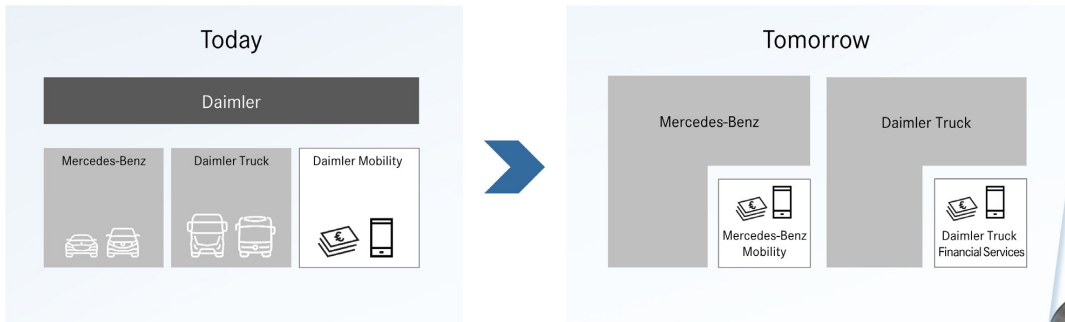 Today
Daimler
Mercedes-Benz
Daimler Truck
Daimler Mobility
€
Tomorrow
Mercedes-Benz
Daimler Truck
€
Mercedes-Benz
Mobility
€
Daimler Truck
Financial Services